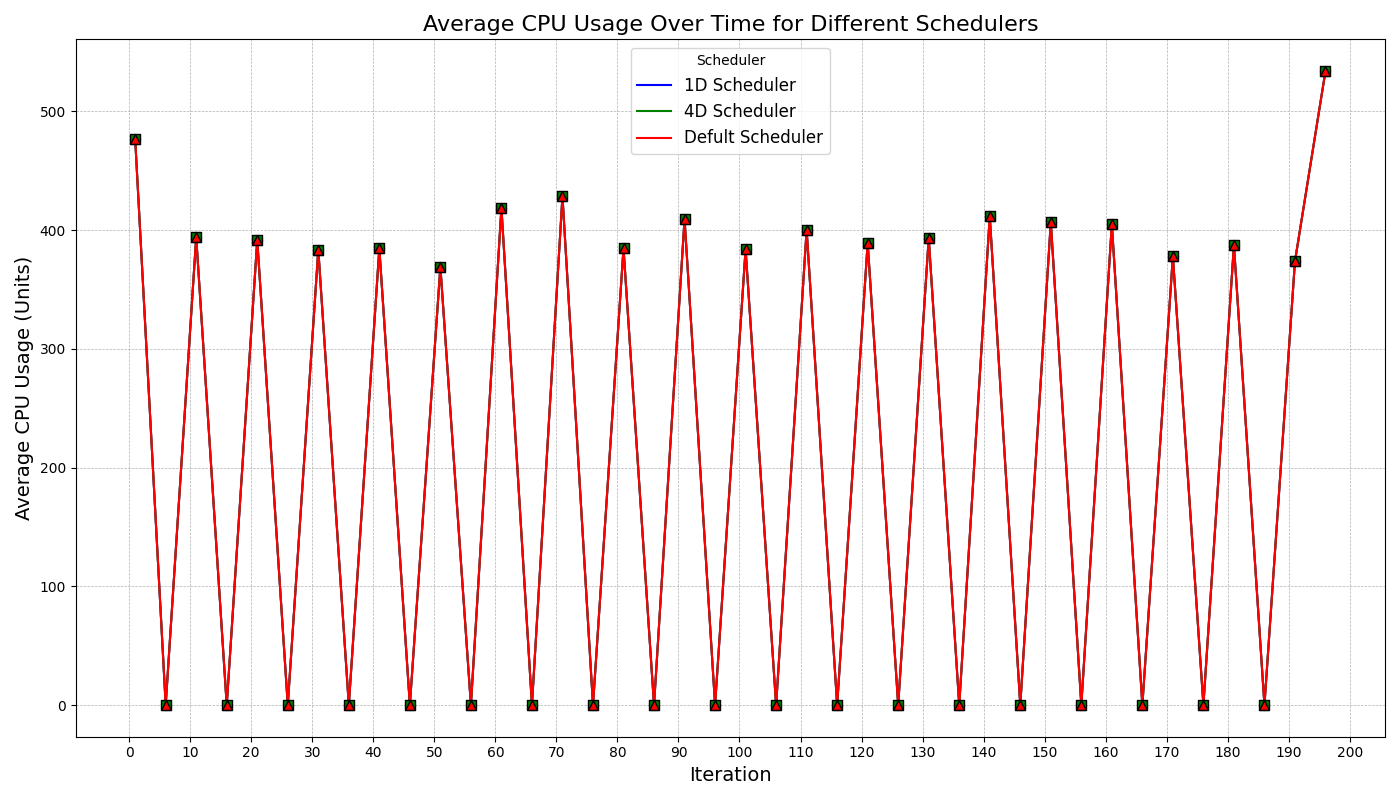 Average CPU Usage Over Time for Different Schedulers
Scheduler
1D Scheduler
4D Scheduler
Defult Scheduler
Average CPU Usage (Units)
500
400
300
200
100
0
0 10 20 30 40 50 60 70 80 90 100 110 120 130 140 150 160 170 180 190 200
Iteration